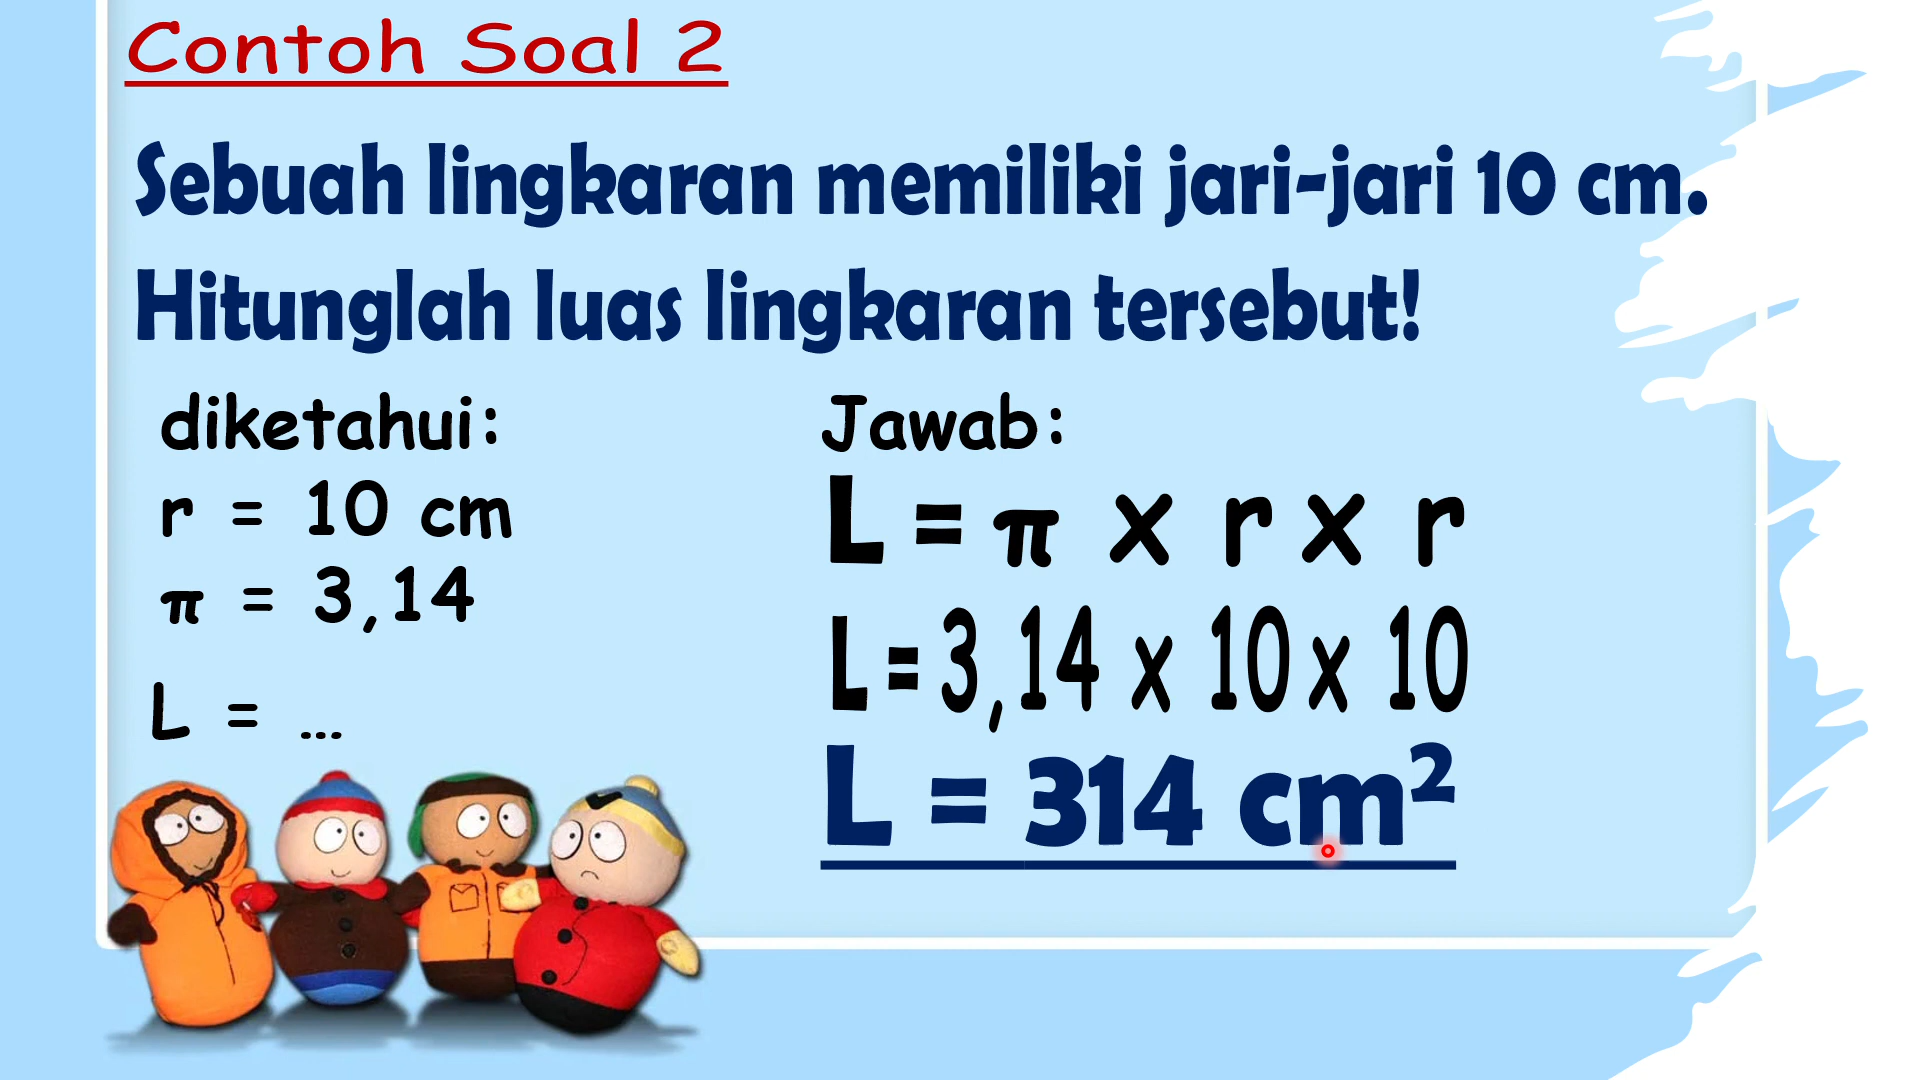 Contoh Soal 2
Sebuah lingkaran memiliki jari-jari 10 cm.
Hitunglah luas lingkaran tersebut!
diketahui:
r = 10 cm
π = 3,14
L = ...
Jawab:
L = π x r x r
L = 3,14 x 10 x 10
L = 314 cm²